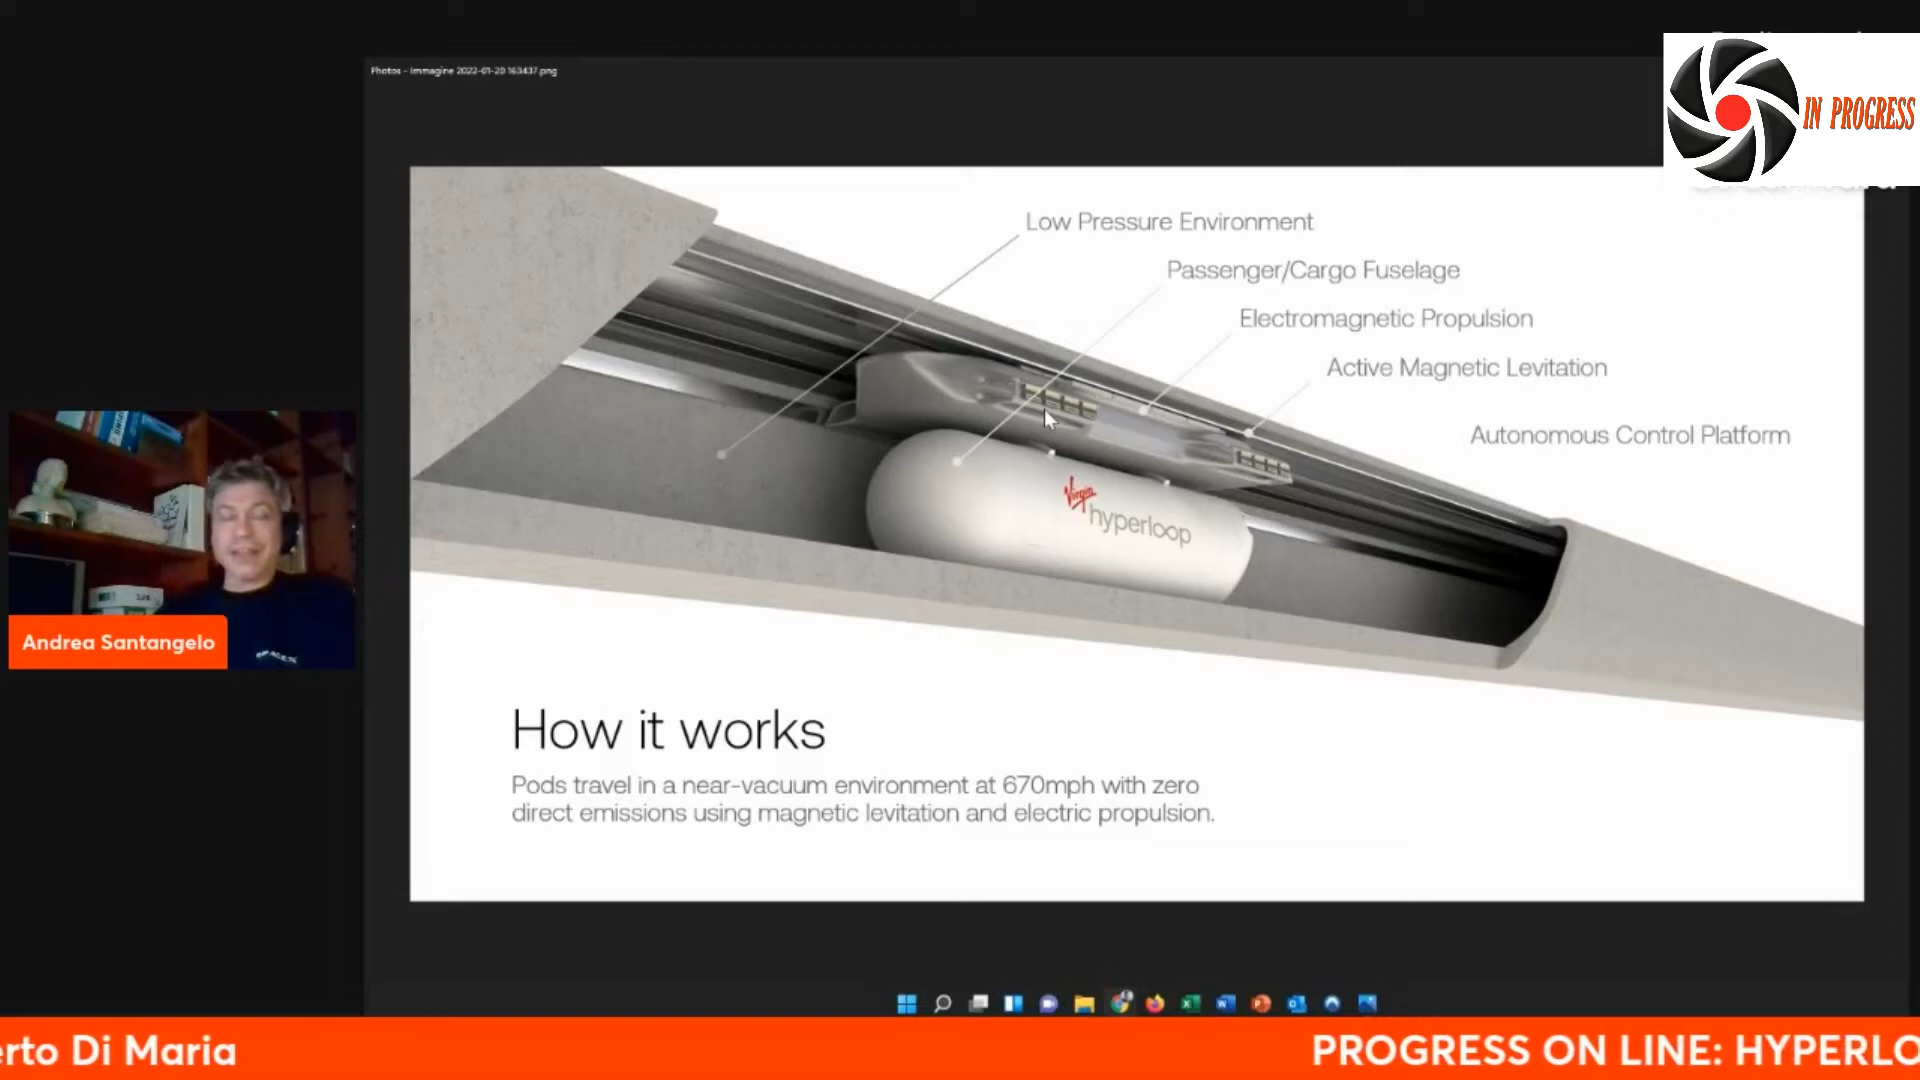 Photos - Immagine 2022-01-20 163437.png
IN PROGRESS
Low Pressure Environment
Passenger/Cargo Fuselage
Electromagnetic Propulsion
Active Magnetic Levitation
Autonomous Control Platform
Virgin
hyperloop
Andrea Santangelo
How it works
Pods travel in a near-vacuum environment at 670mph with zero
direct emissions using magnetic levitation and electric propulsion.
erto Di Maria
PROGRESS ON LINE: HYPERLO